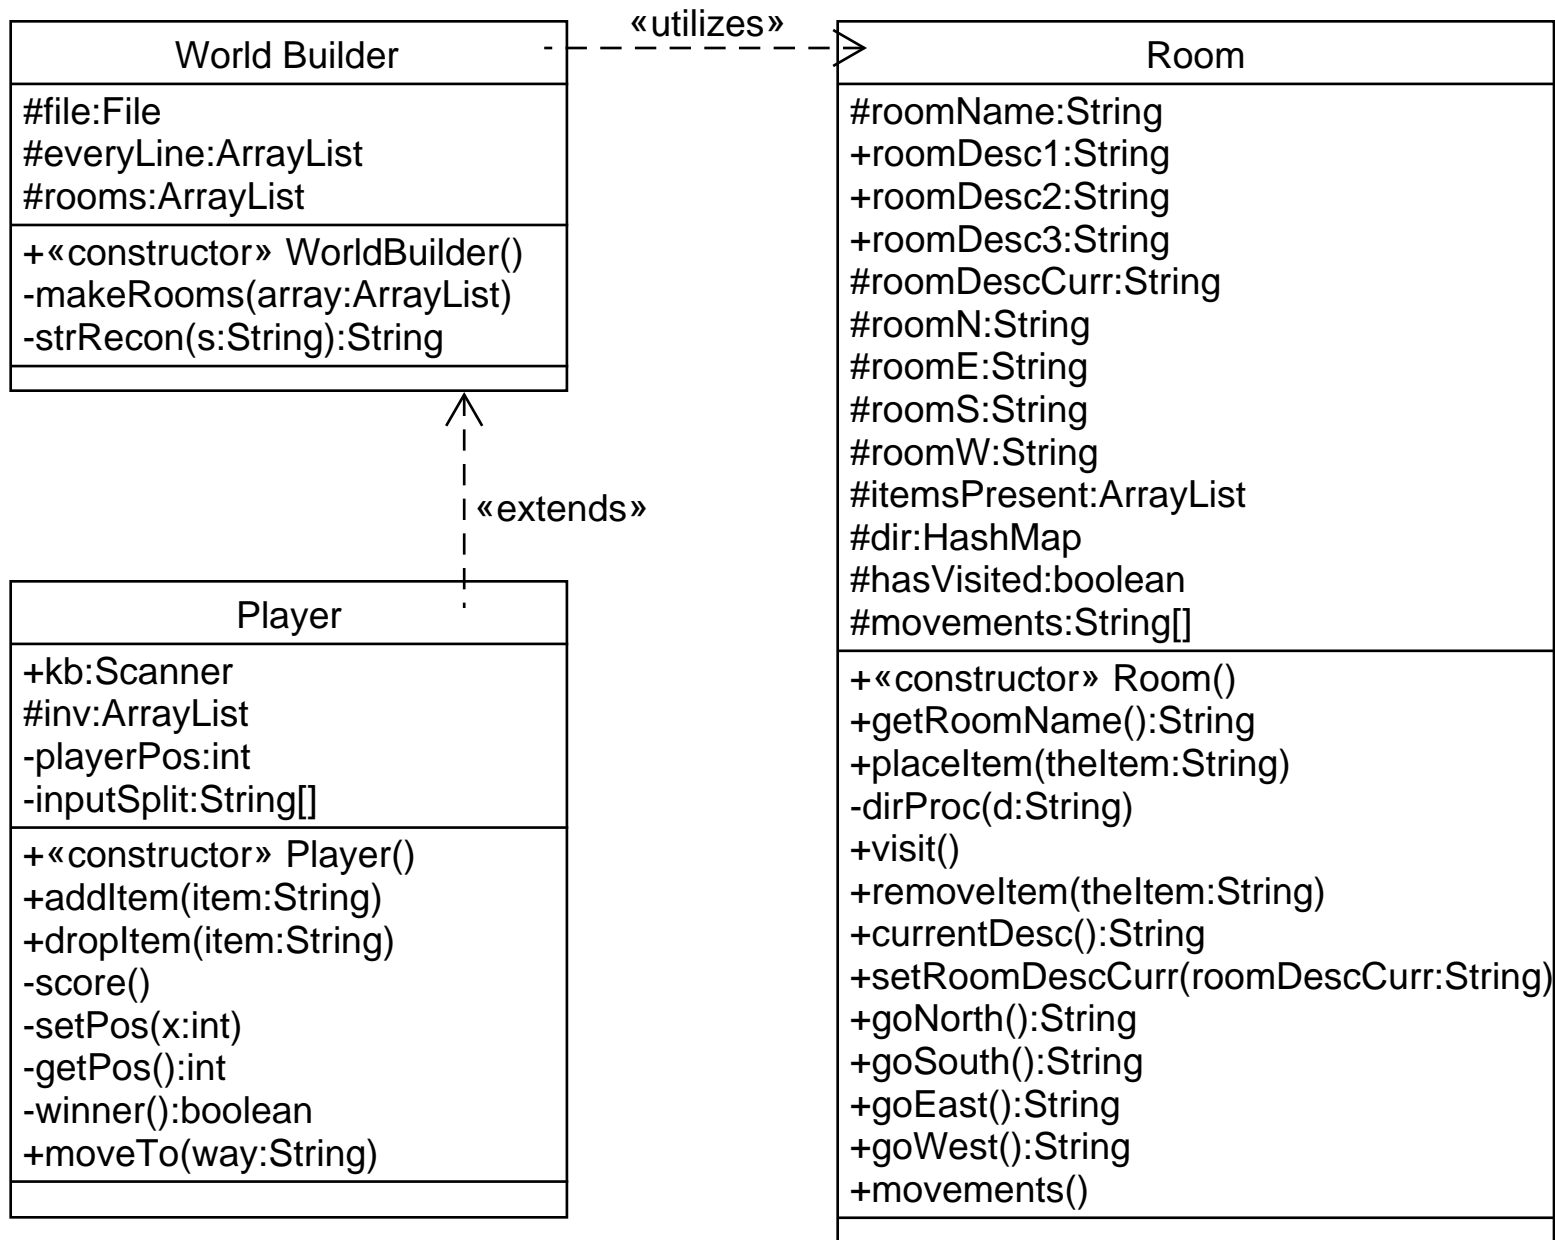 «utilizes»
World Builder
#file:File
#everyLine:ArrayList
#rooms:ArrayList
+«constructor» WorldBuilder()
-makeRooms(array:ArrayList)
-strRecon(s:String):String
«extends»
Player
+kb:Scanner
#inv:ArrayList
-playerPos:int
-inputSplit:String[]
+«constructor» Player()
+addItem(item:String)
+dropItem(item:String)
-score()
-setPos(x:int)
-getPos():int
-winner():boolean
+moveTo(way:String)
Room
#roomName:String
+roomDesc1:String
+roomDesc2:String
+roomDesc3:String
#roomDescCurr:String
#roomN:String
#roomE:String
#roomS:String
#roomW:String
#itemsPresent:ArrayList
#dir:HashMap
#hasVisited:boolean
#movements:String[]
+«constructor» Room()
+getRoomName():String
+placeItem(theItem:String)
-dirProc(d:String)
+visit()
+removeItem(theItem:String)
+currentDesc():String
+setRoomDescCurr(roomDescCurr:String)
+goNorth():String
+goSouth():String
+goEast():String
+goWest():String
+movements()